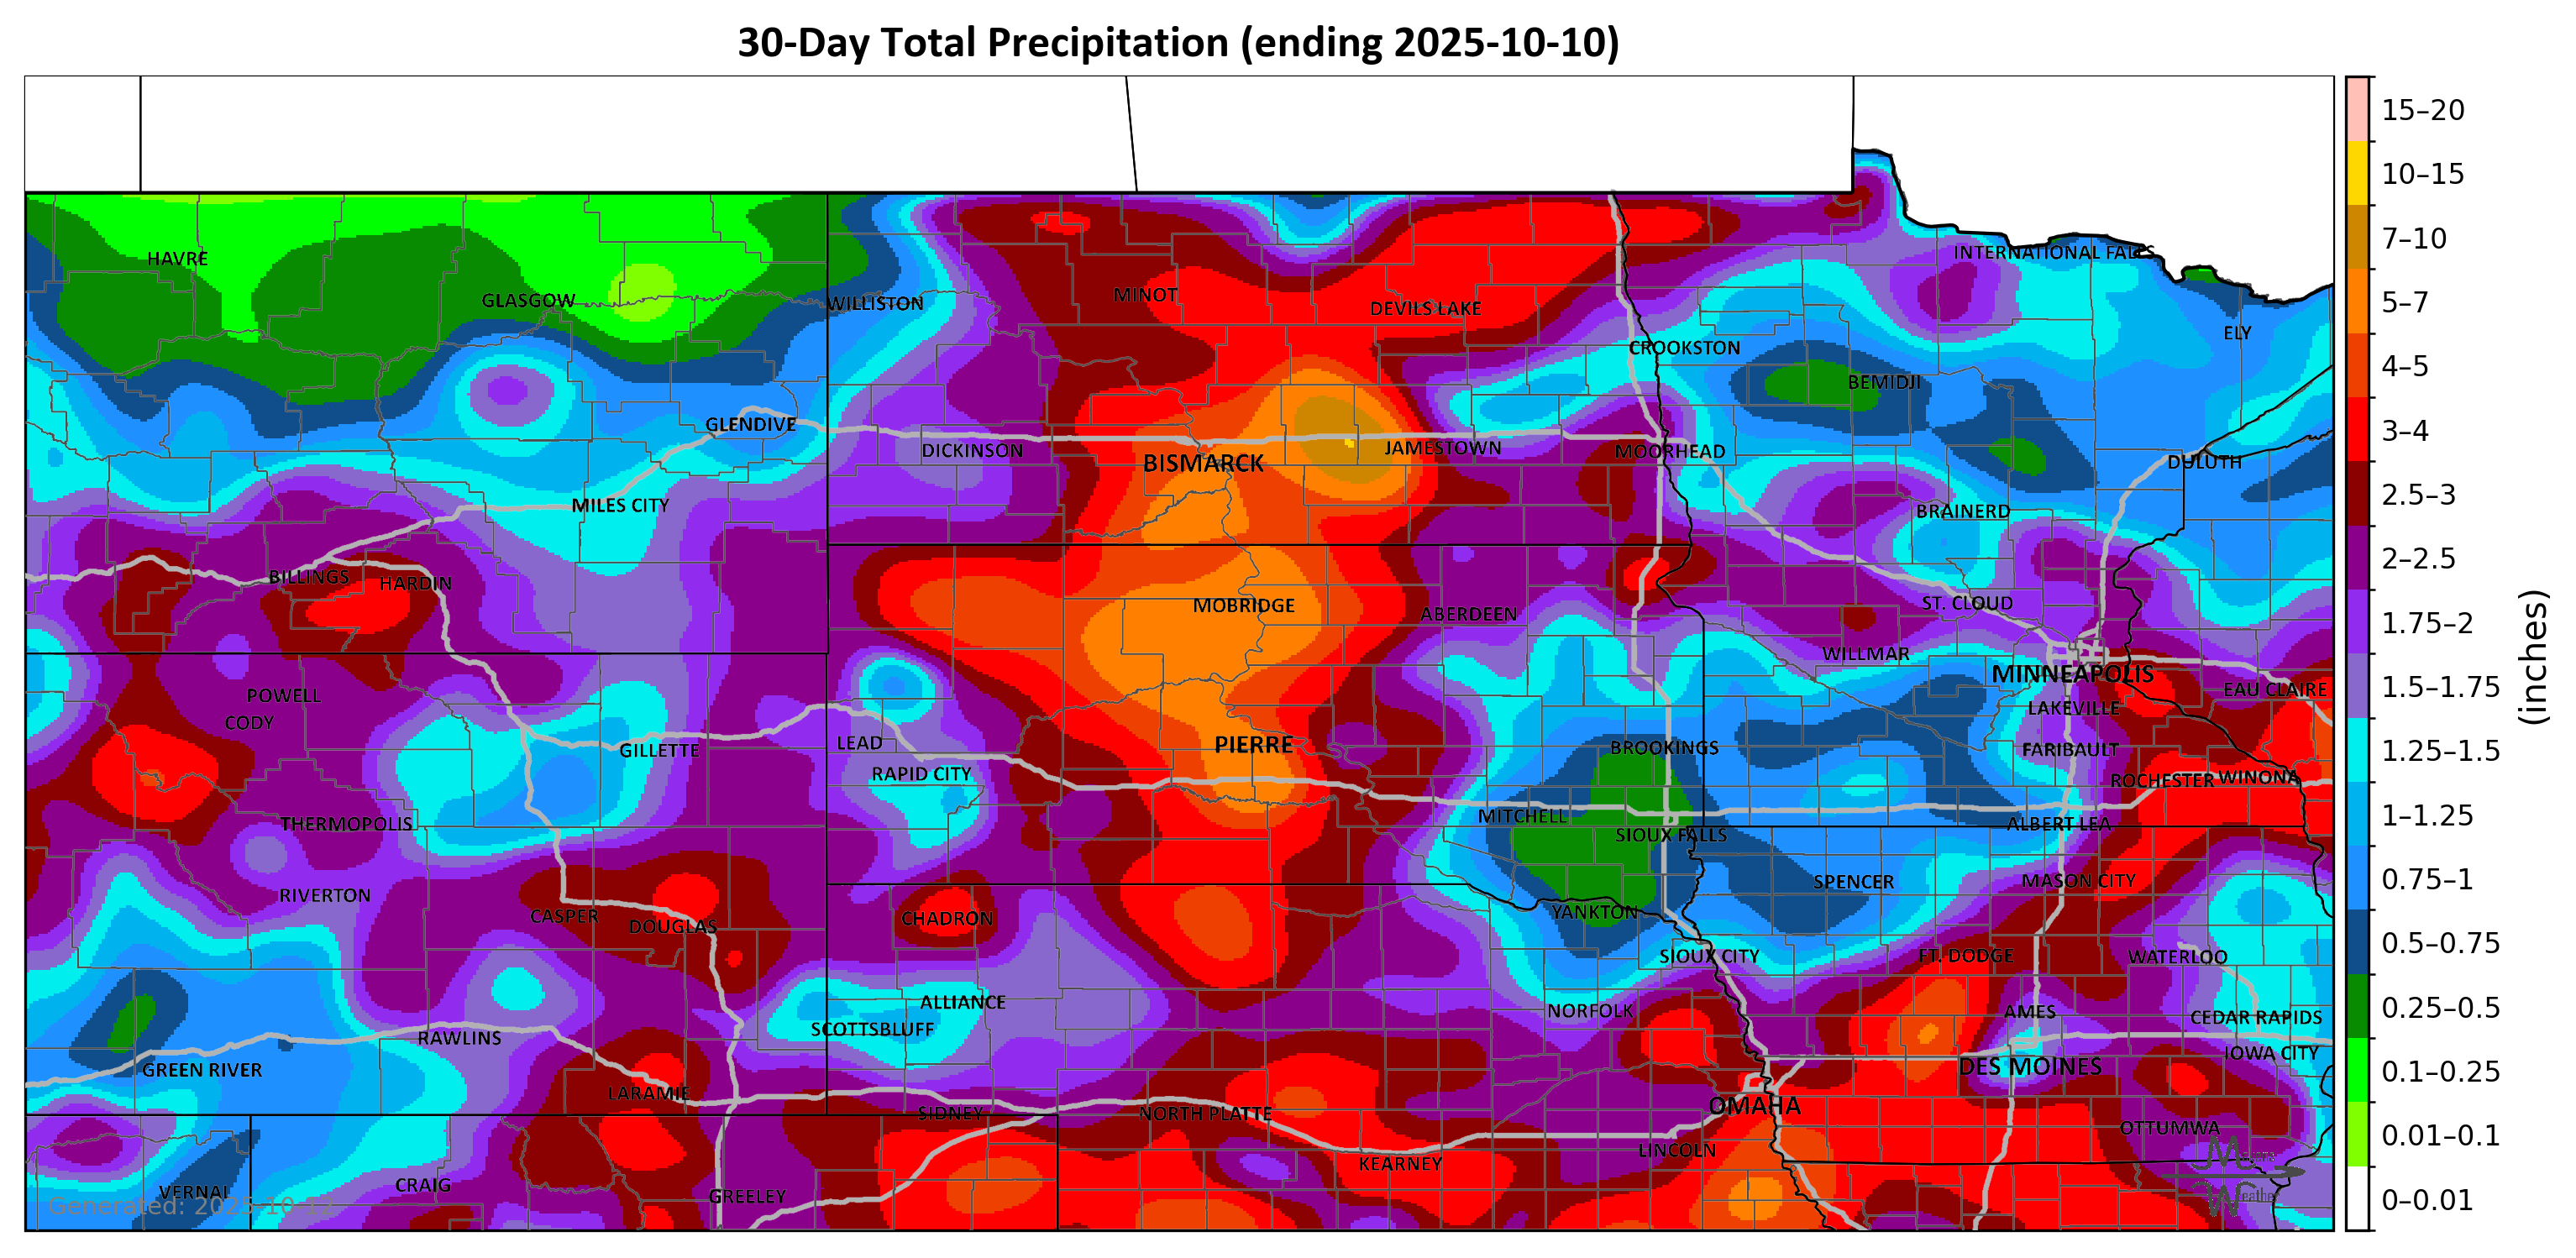 30-Day Total Precipitation (ending 2025-10-10)
15–20
10–15
7–10
5–7
4–5
3–4
2.5–3
2–2.5
1.75–2
1.5–1.75
1.25–1.5
1–1.25
0.75–1
0.5–0.75
0.25–0.5
0.1–0.25
0.01–0.1
0–0.01
(inches)
HAVRE
INTERNATIONAL FALLS
GLASGOW
WILLISTON
MINOT
DEVILS LAKE
ELY
CROOKSTON
BEMIDJI
GLENDIVE
DICKINSON
BISMARCK
JAMESTOWN
MOORHEAD
DULUTH
MILES CITY
BRAINERD
BILLINGS
HARDIN
MOBRIDGE
ABERDEEN
ST. CLOUD
WILLMAR
MINNEAPOLIS
POWELL
EAU CLAIRE
CODY
LAKEVILLE
GILLETTE
LEAD
PIERRE
BROOKINGS
FARIBAULT
RAPID CITY
ROCHESTER
WINONA
THERMOPOLIS
MITCHELL
SIOUX FALLS
ALBERT LEA
RIVERTON
SPENCER
MASON CITY
CASPER
DOUGLAS
CHADRON
YANKTON
SIOUX CITY
FT. DODGE
WATERLOO
ALLIANCE
NORFOLK
AMES
CEDAR RAPIDS
RAWLINS
SCOTTSBLUFF
IOWA CITY
GREEN RIVER
DES MOINES
LARAMIE
SIDNEY
NORTH PLATTE
OMAHA
OTTUMWA
LINCOLN
KEARNEY
VERNAL
CRAIG
GREELEY
Weather